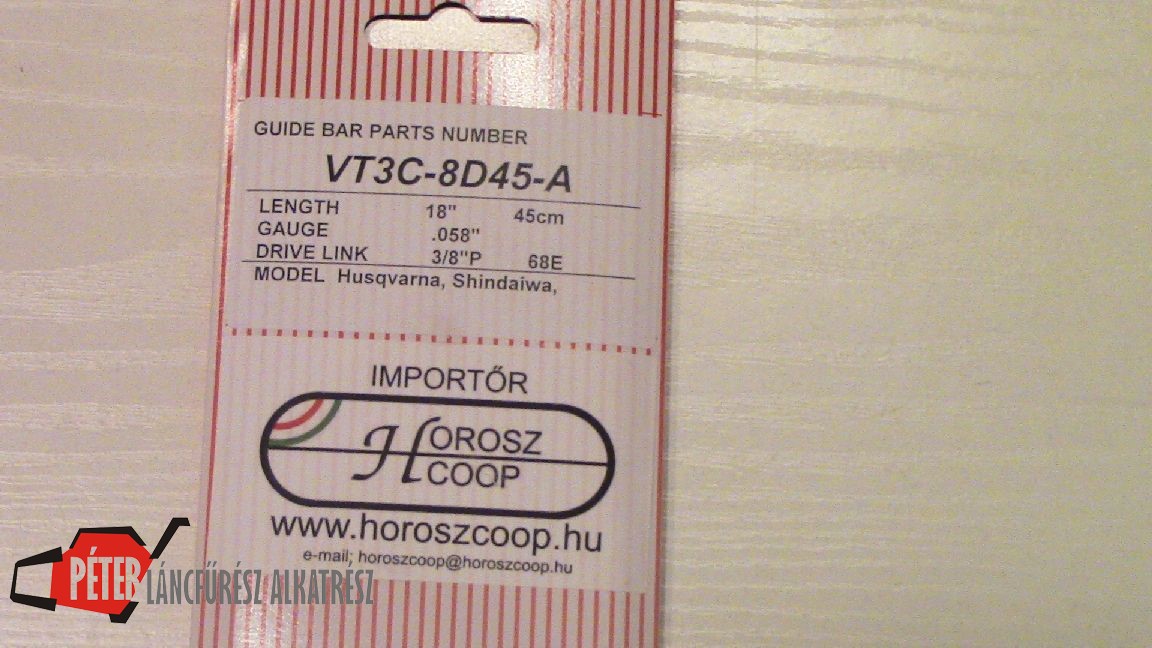 GUIDE BAR PARTS NUMBER
VT3C-8D45-A
LENGTH 18" 45cm
GAUGE .058"
DRIVE LINK 3/8"P 68E
MODEL Husqvarna, Shindaiwa,
IMPORTŐR
HOROSZ
COOP
www.horoszcoop.hu
e-mail; horoszcoop@horoszcoop.hu
PÉTER LÁNCFŰRÉSZ ALKATRÉSZ